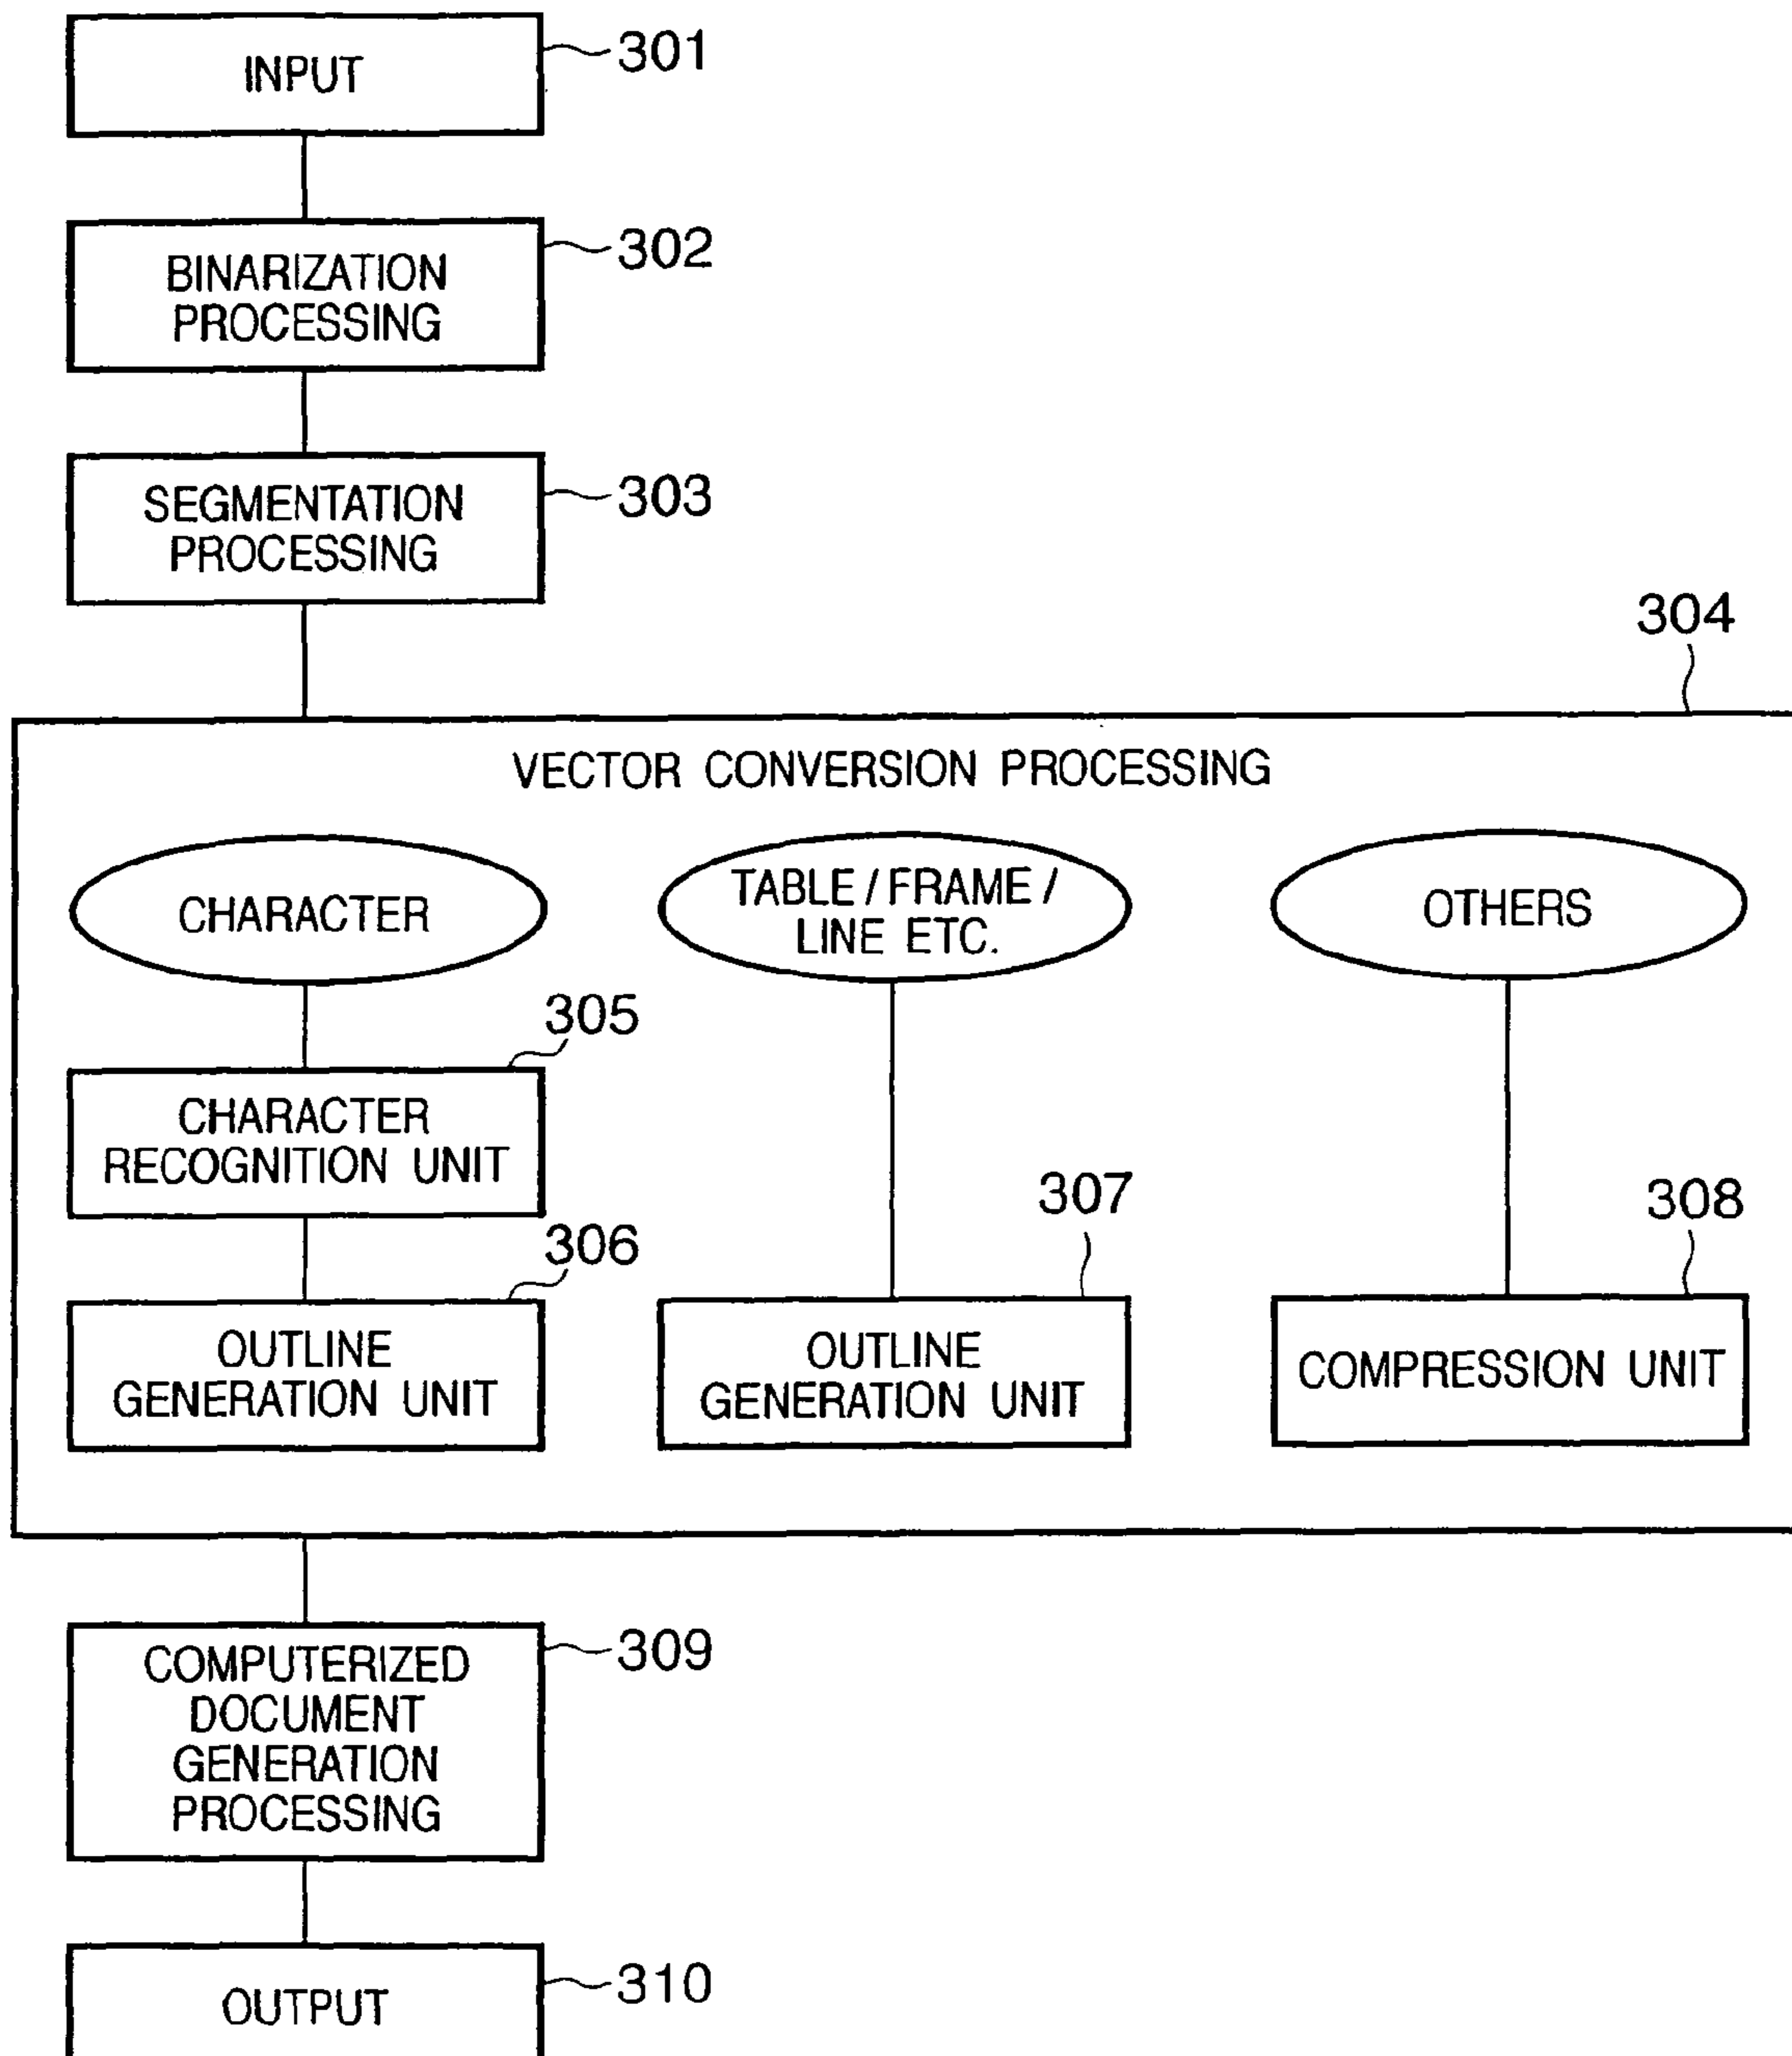 INPUT
301
BINARIZATION
PROCESSING
302
SEGMENTATION
PROCESSING
303
304
VECTOR CONVERSION PROCESSING
CHARACTER
TABLE / FRAME /
LINE ETC.
OTHERS
305
CHARACTER
RECOGNITION UNIT
306
OUTLINE
GENERATION UNIT
307
OUTLINE
GENERATION UNIT
308
COMPRESSION UNIT
COMPUTERIZED
DOCUMENT
GENERATION
PROCESSING
309
OUTPUT
310